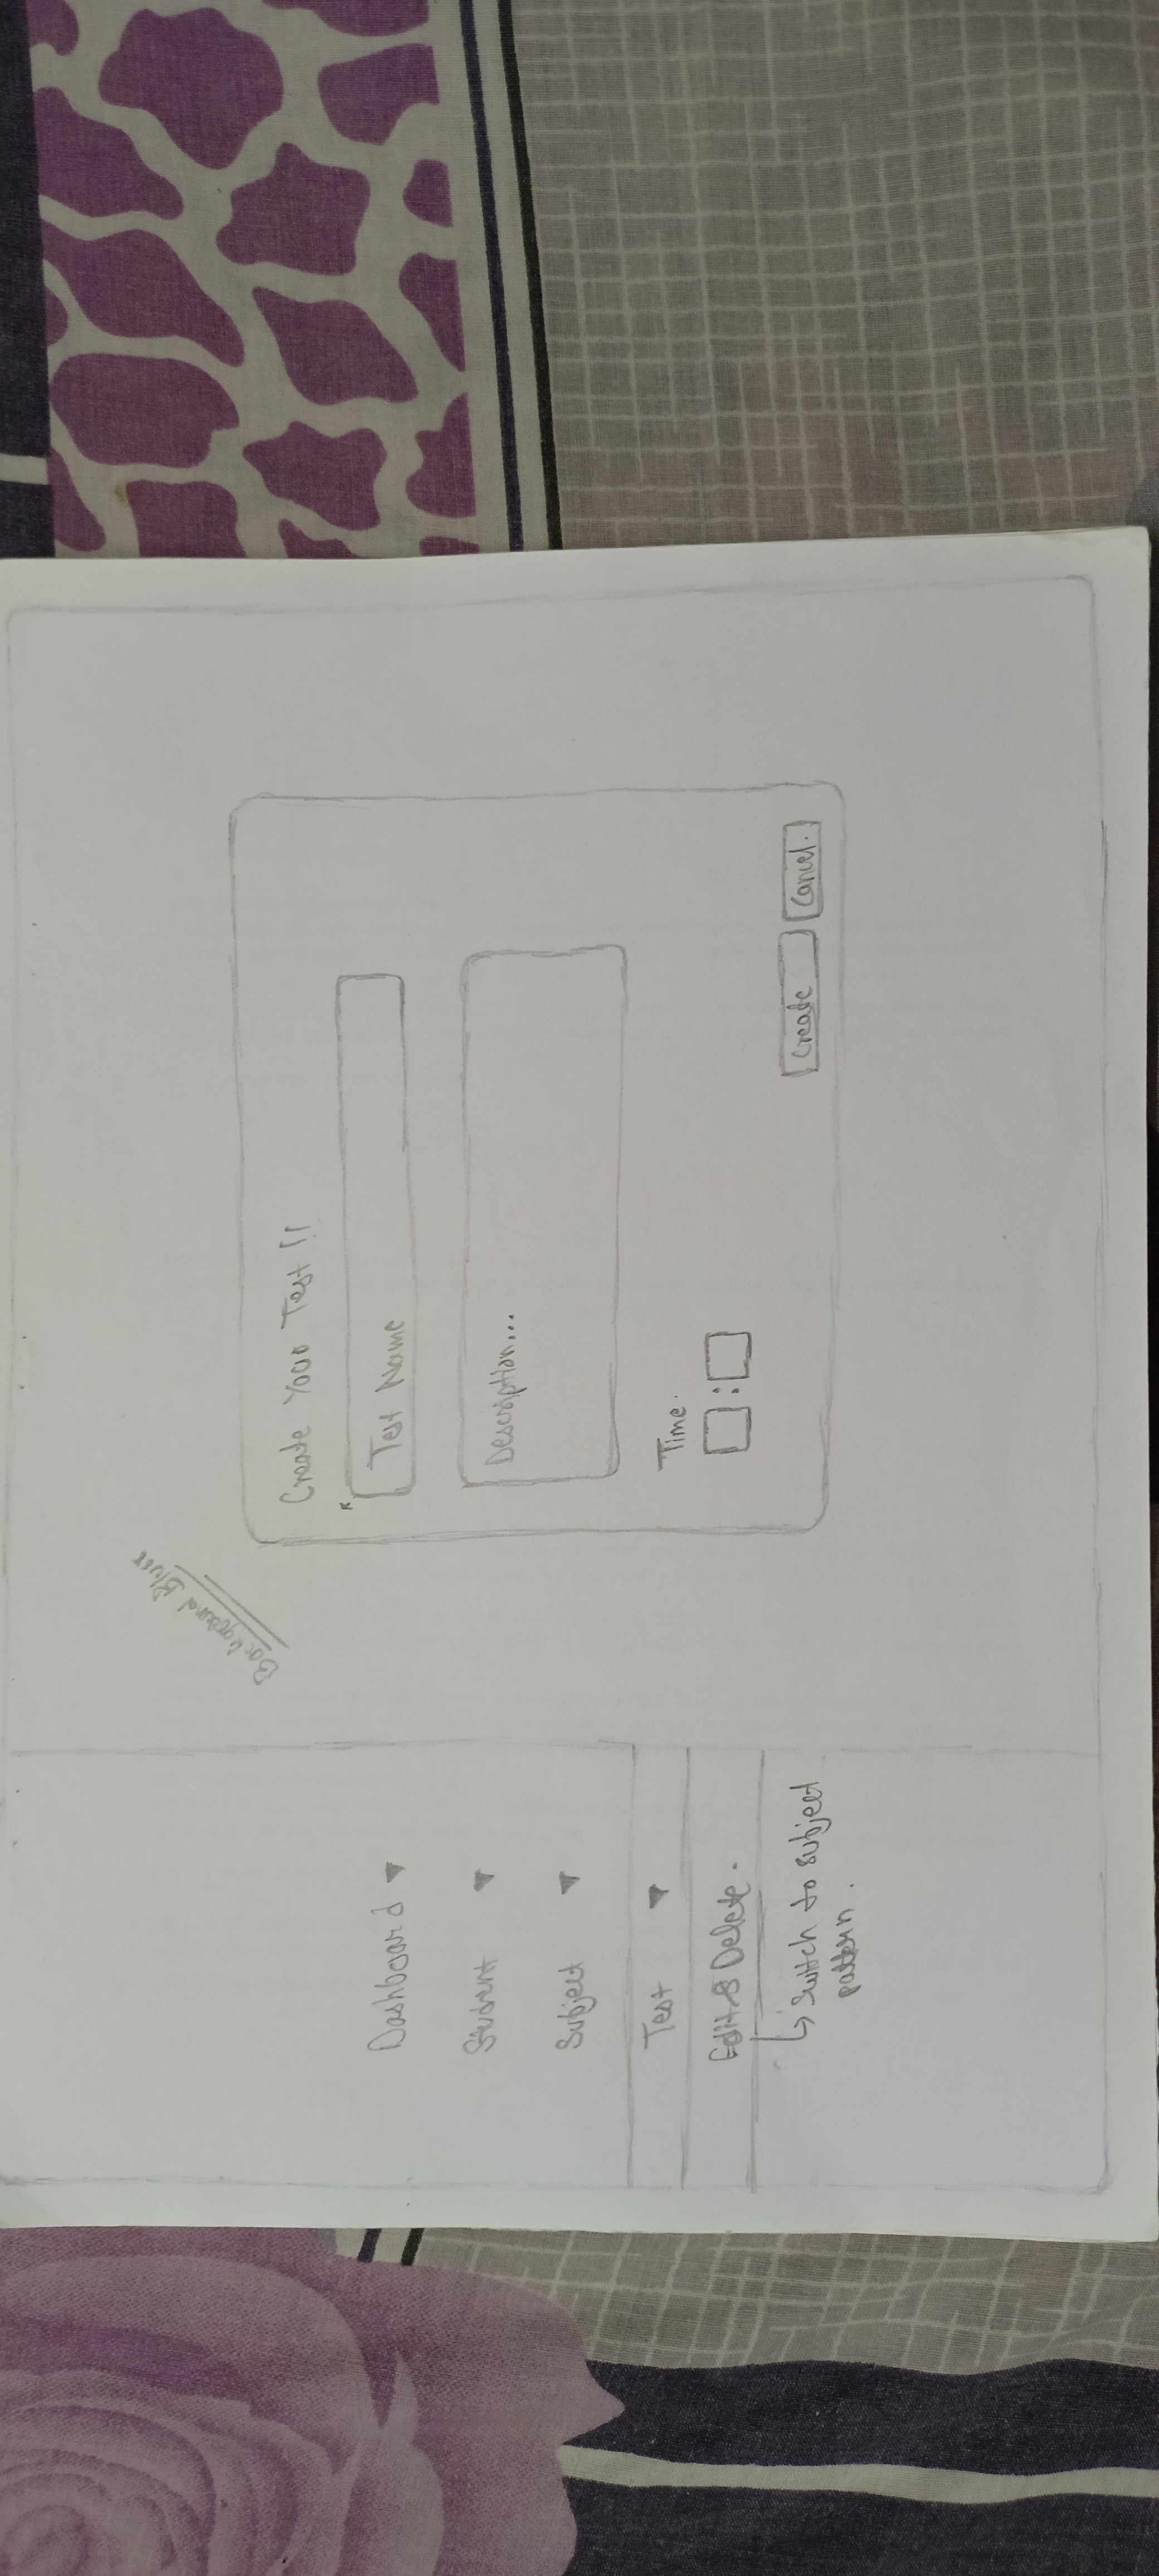 Background Blurr
Create Your Test !!
Test Name
Description...
Time.
:
Create
Cancel.
Dashboard ▼
Student ▼
Subject ▼
Test ▼
Edit & Delete.
↳ Switch to subject
pattern.